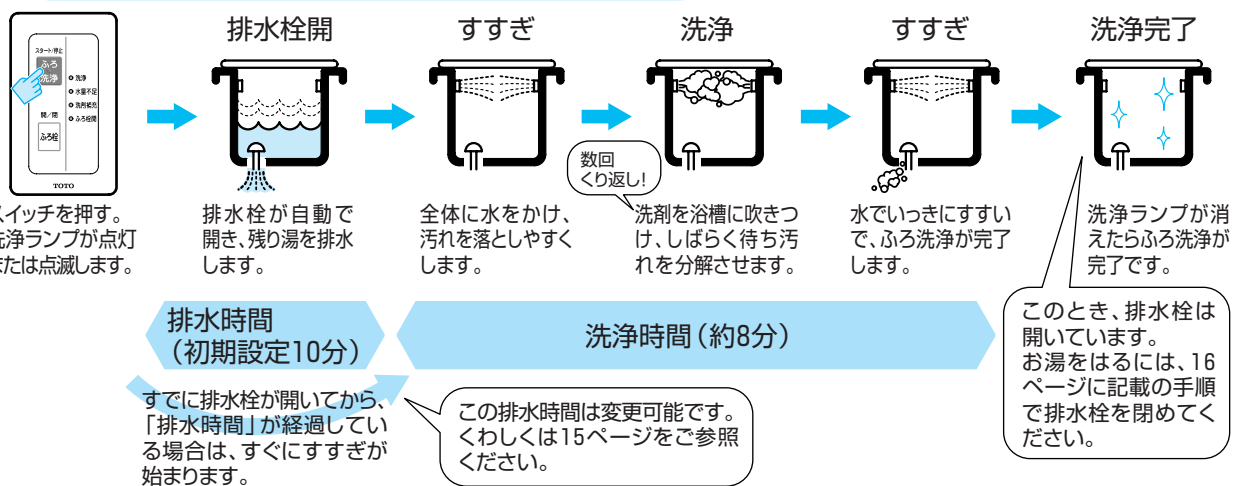 排水栓開
すすぎ
洗浄
すすぎ
洗浄完了
スタート/停止
ふろ
洗浄
洗浄
水量不足
洗剤補充
ふろ栓開
開/閉
ふろ栓
TOTO
スイッチを押す。
洗浄ランプが点灯
または点滅します。
排水栓が自動で
開き、残り湯を排水
します。
全体に水をかけ、
汚れを落としやすく
します。
数回
くり返し!
洗剤を浴槽に吹きつ
け、しばらく待ち汚
れを分解させます。
水でいっきにすすい
で、ふろ洗浄が完了
します。
洗浄ランプが消
えたらふろ洗浄が
完了です。
排水時間
（初期設定10分）
洗浄時間（約8分）
このとき、排水栓は
開いています。
お湯をはるには、16
ページに記載の手順
で排水栓を閉めてく
ださい。
すでに排水栓が開いてから、
「排水時間」が経過してい
る場合は、すぐにすすぎが
始まります。
この排水時間は変更可能です。
くわしくは15ページをご参照
ください。